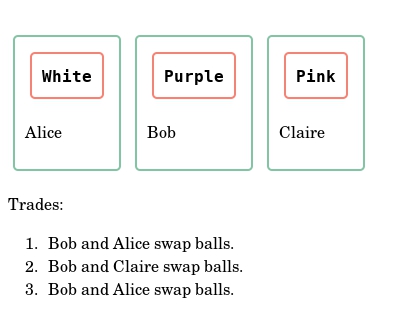 White Purple Pink
Alice Bob Claire
Trades:
1. Bob and Alice swap balls.
2. Bob and Claire swap balls.
3. Bob and Alice swap balls.